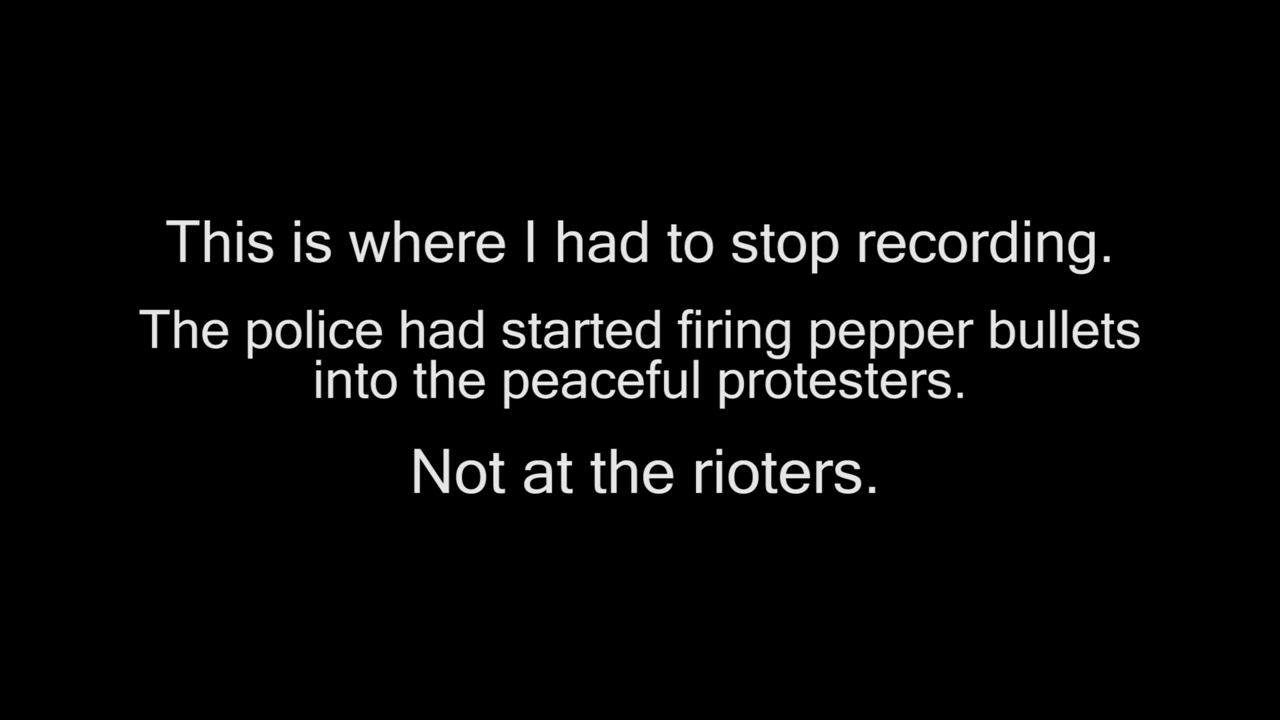 This is where I had to stop recording.
The police had started firing pepper bullets
into the peaceful protesters.
Not at the rioters.